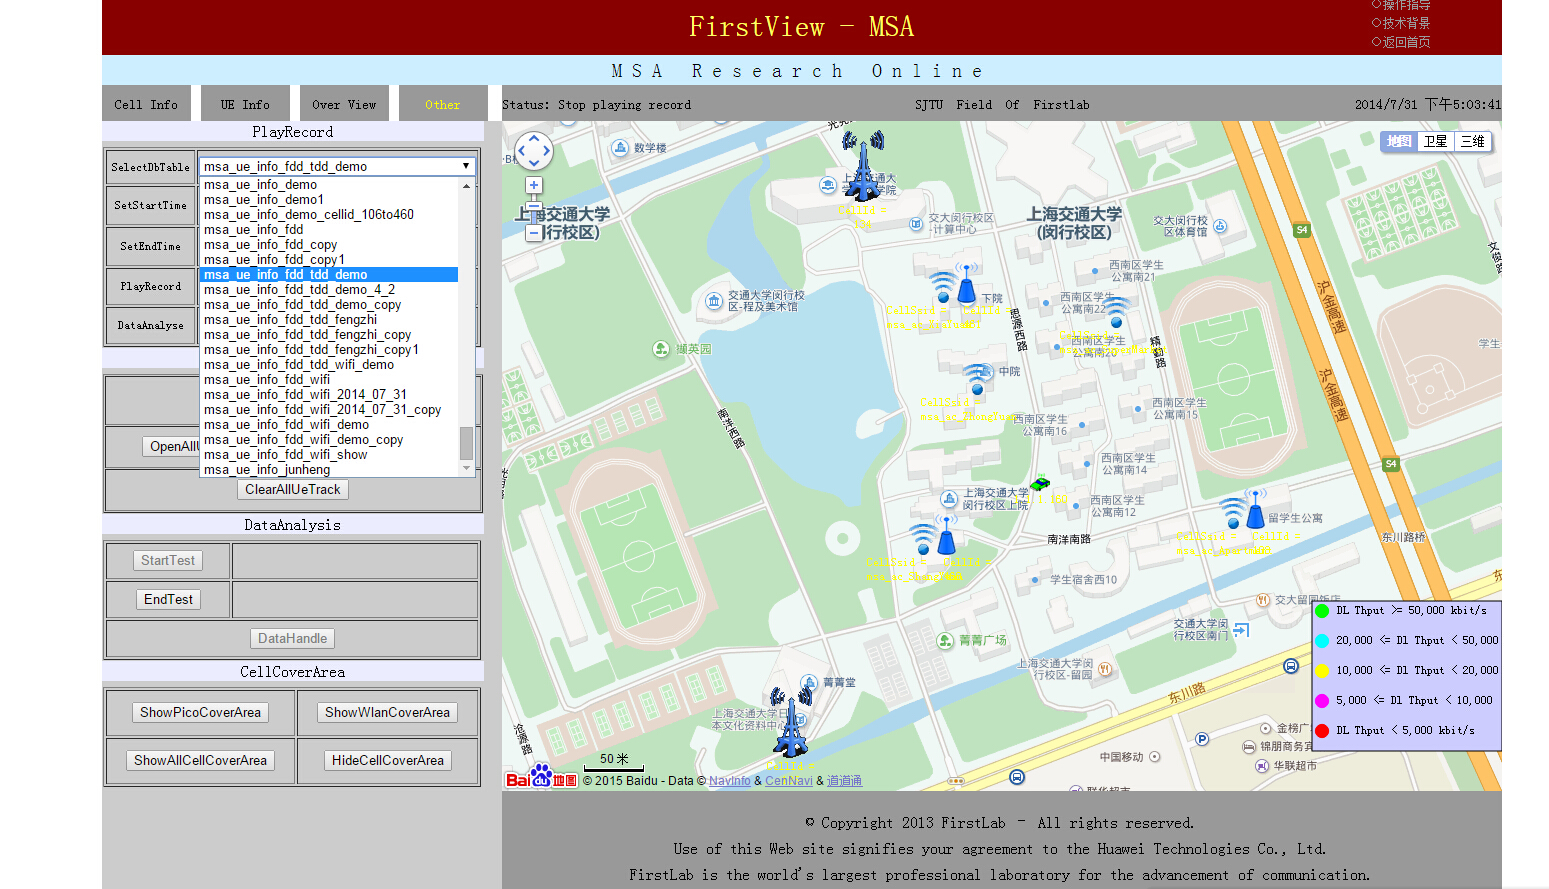 FirstView - MSA
○操作指导
○技术背景
○返回首页
MSA Research Online
Cell Info
UE Info
Over View
Other
Status: Stop playing record
SJTU Field Of Firstlab
2014/7/31 下午5:03:41
PlayRecord
SelectDbTable
msa_ue_info_fdd_tdd_demo
msa_ue_info_demo
msa_ue_info_demo1
msa_ue_info_demo_cellid_106to460
msa_ue_info_fdd
msa_ue_info_fdd_copy
msa_ue_info_fdd_copy1
msa_ue_info_fdd_tdd_demo
msa_ue_info_fdd_tdd_demo_4_2
msa_ue_info_fdd_tdd_demo_copy
msa_ue_info_fdd_tdd_fengzhi
msa_ue_info_fdd_tdd_fengzhi_copy
msa_ue_info_fdd_tdd_fengzhi_copy1
msa_ue_info_fdd_tdd_wifi_demo
msa_ue_info_fdd_wifi
msa_ue_info_fdd_wifi_2014_07_31
msa_ue_info_fdd_wifi_2014_07_31_copy
msa_ue_info_fdd_wifi_demo
msa_ue_info_fdd_wifi_demo_copy
msa_ue_info_fdd_wifi_show
msa_ue_info_junheng
SetStartTime
SetEndTime
PlayRecord
DataAnalyse
OpenAllU
ClearAllUeTrack
DataAnalysis
StartTest
EndTest
DataHandle
CellCoverArea
ShowPicoCoverArea
ShowWlanCoverArea
ShowAllCellCoverArea
HideCellCoverArea
地图
卫星
三维
数学楼
上海交通大学
(闵行校区)
交大闵行校区
-计算中心
交大闵行校
区体育馆
西南区学生
公寓南21
西南区学生
公寓南22
西南区学生
公寓南20
交通大学闵行校
区-程及美术馆
撷英园
下院
中院
思源西路
精勤路
沪金高速
沪金高速
S4
S4
学生
南洋西路
西南区学生
公寓南16
西南区学生
公寓南15
西南区学生
公寓南14
西南区学生
公寓南12
上海交通大学
闵行校区上院
留学生公寓
南洋南路
东川路桥
学生宿舍西10
交大留园饭店
交通大学闵
行校区南门
菁菁广场
上海交通大学闵
行校区-留园
菁菁堂
上海交通大学日
本文化资料中心
沧源路
东川路
中国移动
金榜广
锦朋商务宾
华联超市
DL Thput >= 50,000 kbit/s
20,000 <= Dl Thput < 50,000
10,000 <= Dl Thput < 20,000
5,000 <= Dl Thput < 10,000
DL Thput < 5,000 kbit/s
50 米
Bai du 地图
© 2015 Baidu - Data © NavInfo & CenNavi & 道道通
© Copyright 2013 FirstLab - All rights reserved.
Use of this Web site signifies your agreement to the Huawei Technologies Co., Ltd.
FirstLab is the world's largest professional laboratory for the advancement of communication.